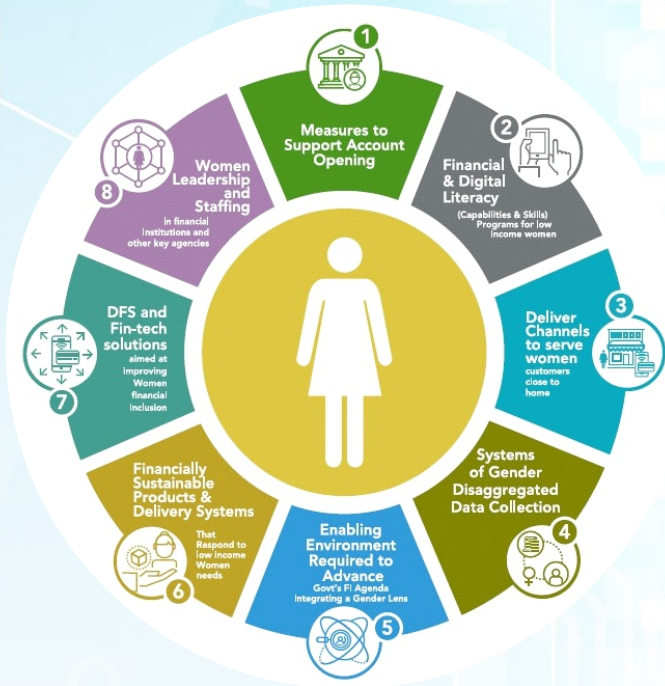 1
Measures to
Support Account
Opening
2
Financial
& Digital
Literacy
(Capabilities & Skills)
Programs for low
income women
3
Deliver
Channels
to serve
women
customers
close to
home
Systems
of Gender
Disaggregated
Data Collection
4
Enabling
Environment
Required to
Advance
Govt's FI Agenda
Integrating a Gender Lens
5
Financially
Sustainable
Products &
Delivery Systems
That
Respond to
low income
Women
needs
6
DFS and
Fin-tech
solutions
aimed at
Improving
Women
financial
Inclusion
7
Women
Leadership
and
Staffing
in financial
Institutions and
other key agencies
8